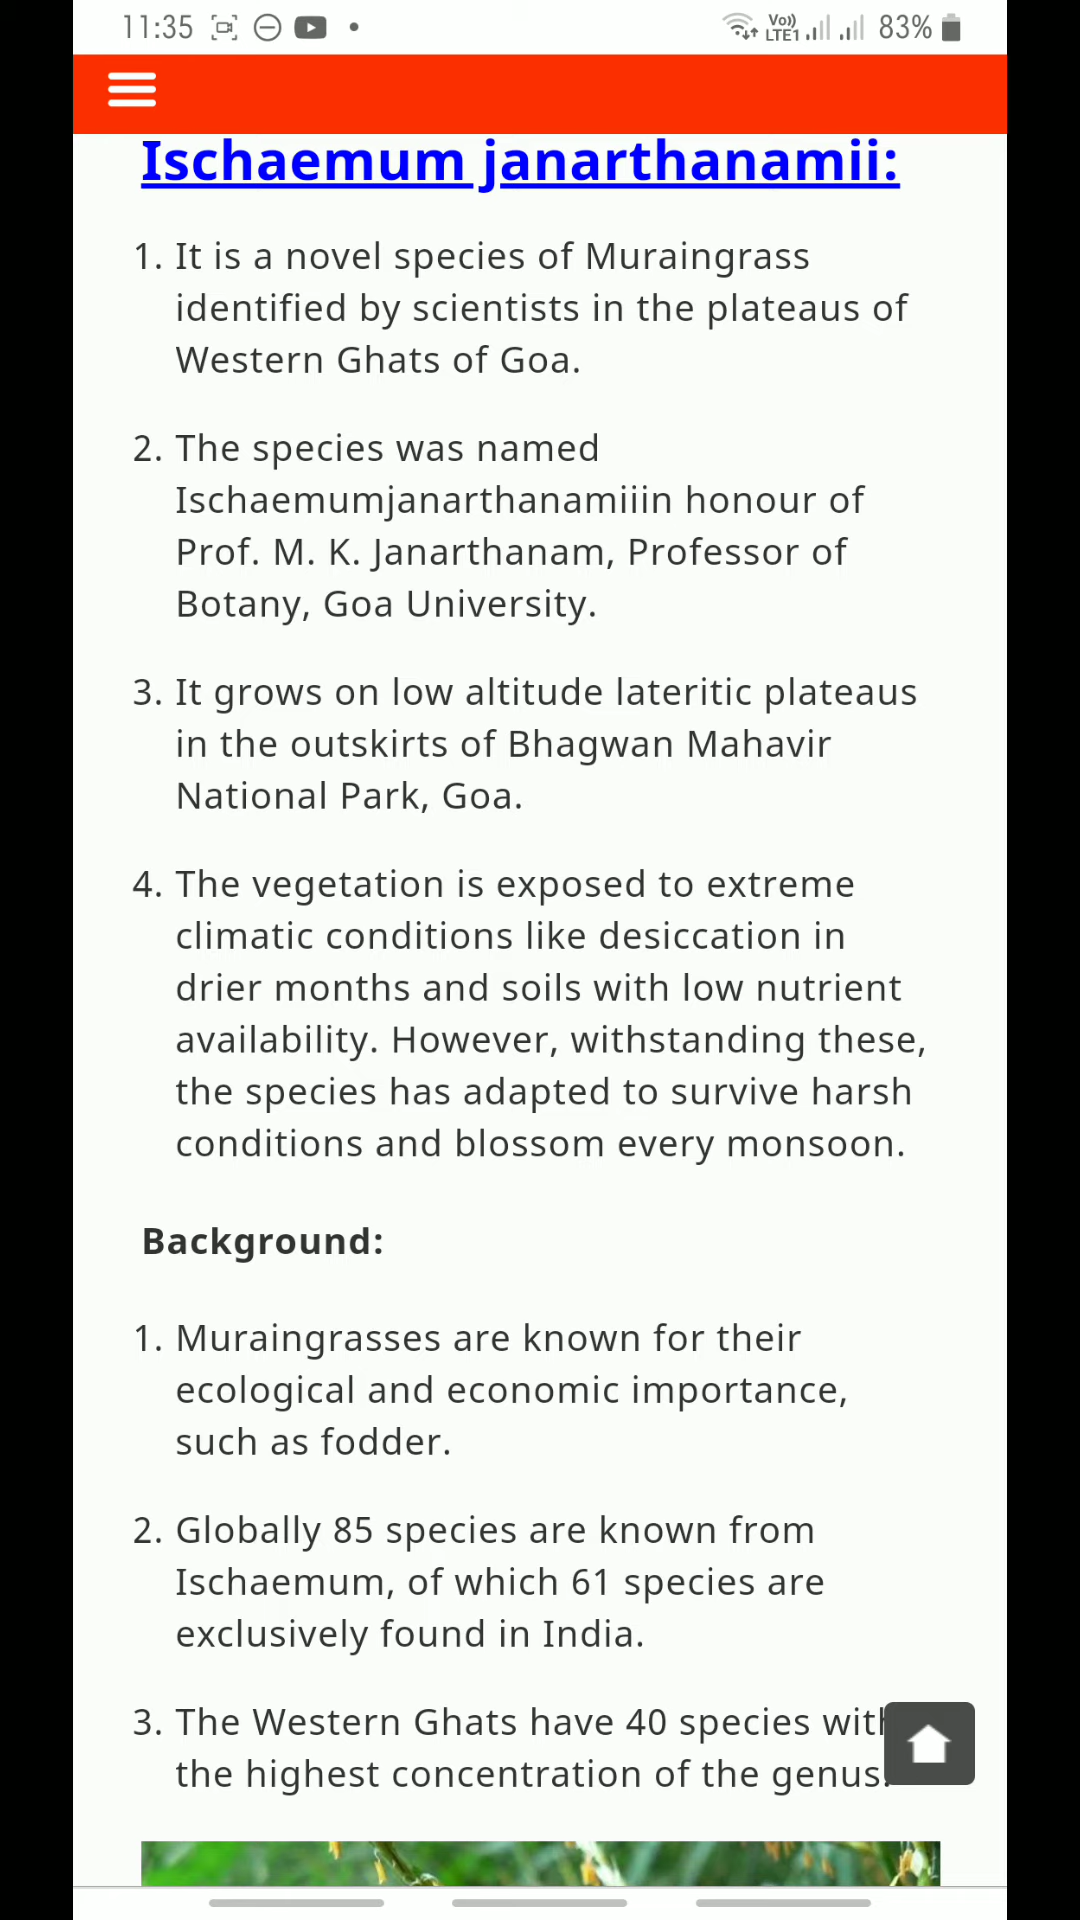 11:35
Vo)) LTE1 83%
Ischaemum janarthanamii:
1. It is a novel species of Muraingrass
identified by scientists in the plateaus of
Western Ghats of Goa.
2. The species was named
Ischaemumjanarthanamiiin honour of
Prof. M. K. Janarthanam, Professor of
Botany, Goa University.
3. It grows on low altitude lateritic plateaus
in the outskirts of Bhagwan Mahavir
National Park, Goa.
4. The vegetation is exposed to extreme
climatic conditions like desiccation in
drier months and soils with low nutrient
availability. However, withstanding these,
the species has adapted to survive harsh
conditions and blossom every monsoon.
Background:
1. Muraingrasses are known for their
ecological and economic importance,
such as fodder.
2. Globally 85 species are known from
Ischaemum, of which 61 species are
exclusively found in India.
3. The Western Ghats have 40 species with
the highest concentration of the genus.